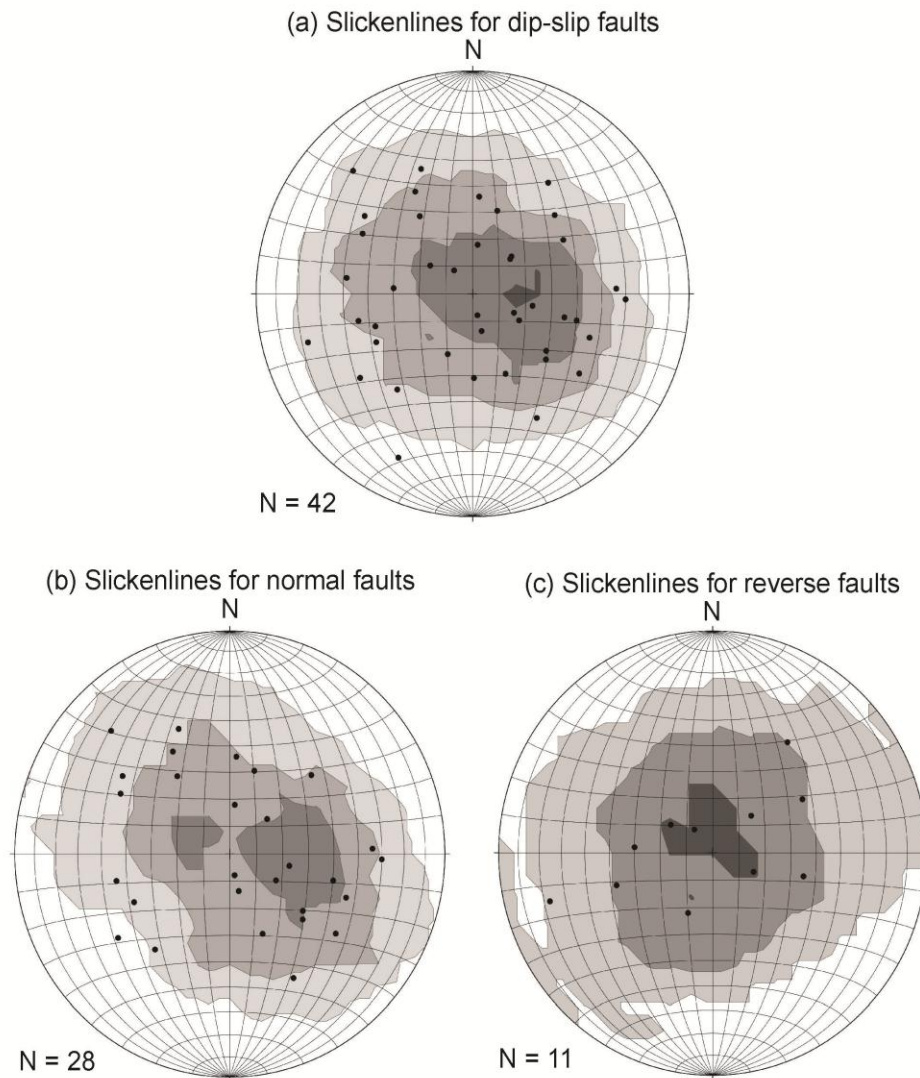 (a) Slickenlines for dip-slip faults
N
N = 42
(b) Slickenlines for normal faults
N
N = 28
(c) Slickenlines for reverse faults
N
N = 11